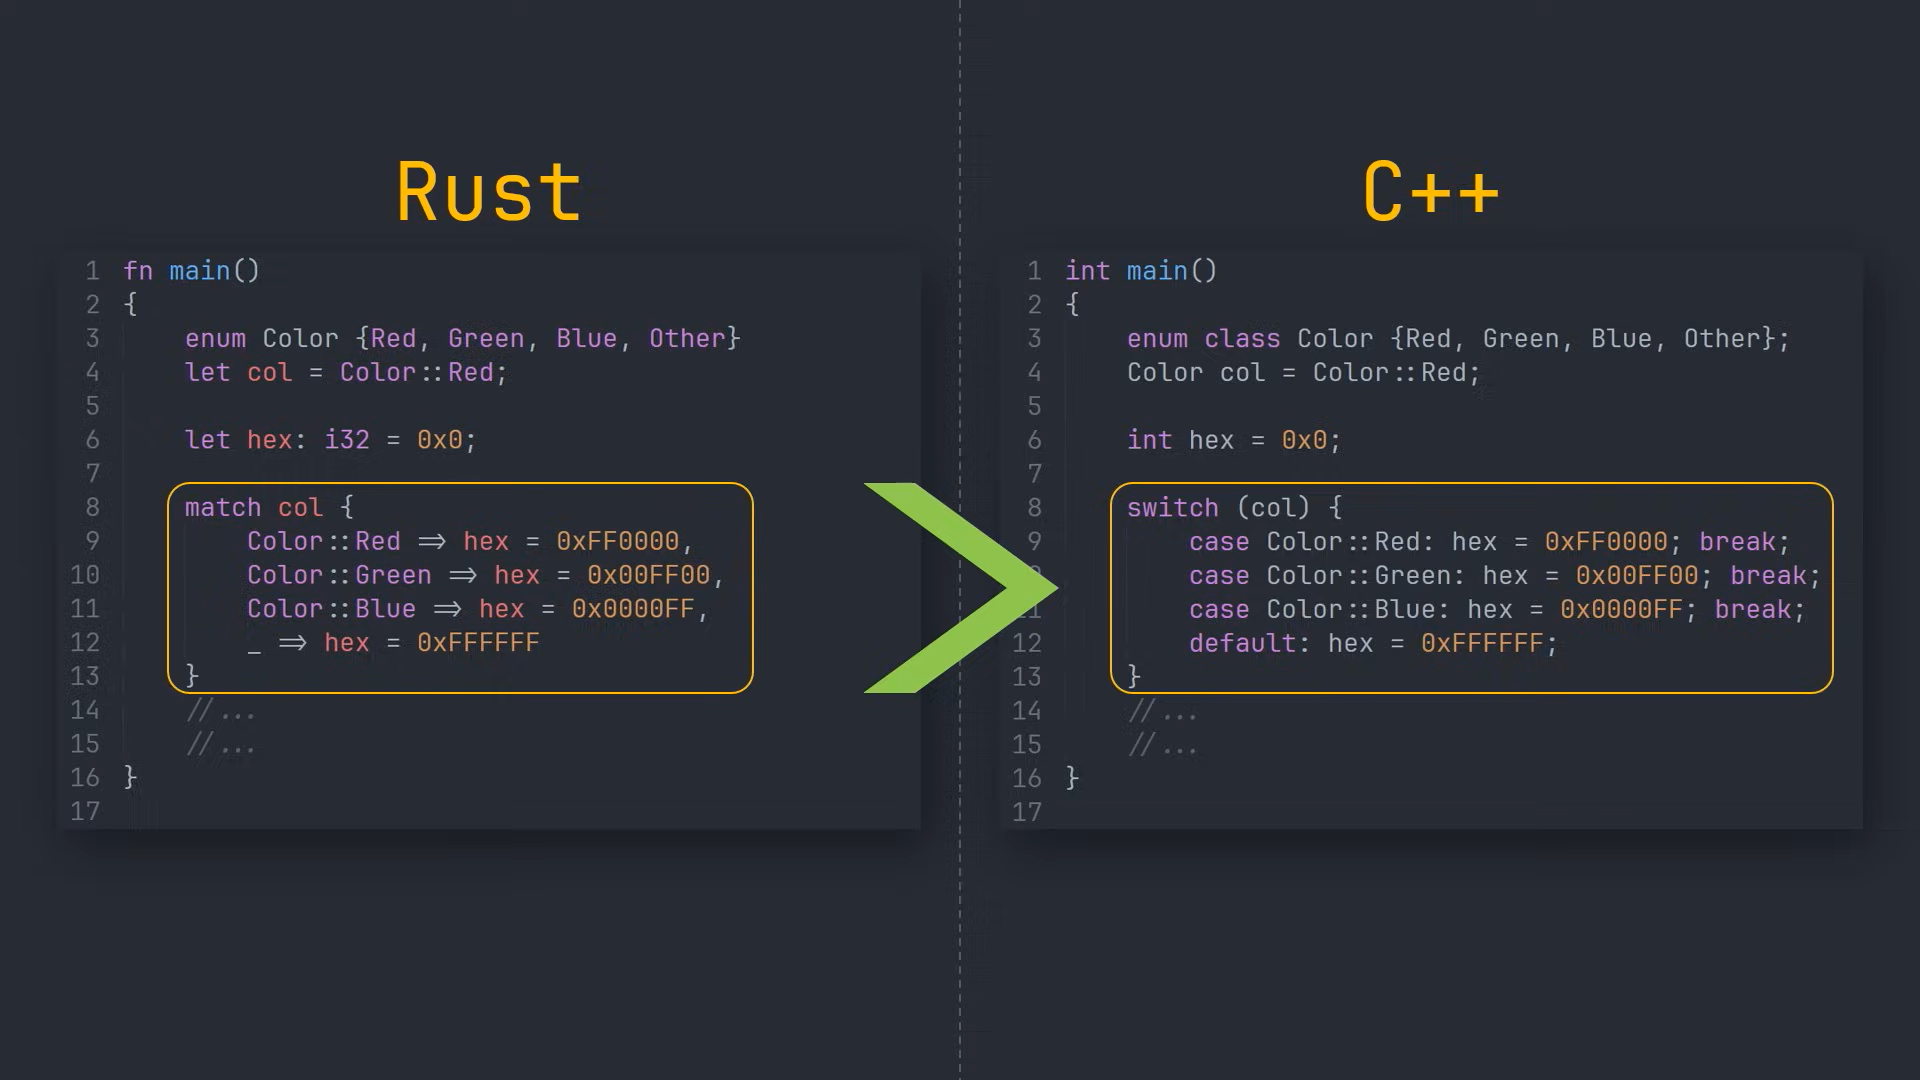 Rust
1 fn main()
2 {
3     enum Color {Red, Green, Blue, Other}
4     let col = Color::Red;
5
6     let hex: i32 = 0x0;
7
8     match col {
9         Color::Red => hex = 0xFF0000,
10         Color::Green => hex = 0x00FF00,
11         Color::Blue => hex = 0x0000FF,
12         _ => hex = 0xFFFFFF
13     }
14     //...
15     //...
16 }
17
C++
1 int main()
2 {
3     enum class Color {Red, Green, Blue, Other};
4     Color col = Color::Red;
5
6     int hex = 0x0;
7
8     switch (col) {
9         case Color::Red: hex = 0xFF0000; break;
case Color::Green: hex = 0x00FF00; break;
case Color::Blue: hex = 0x0000FF; break;
12         default: hex = 0xFFFFFF;
13     }
14     //...
15     //...
16 }
17